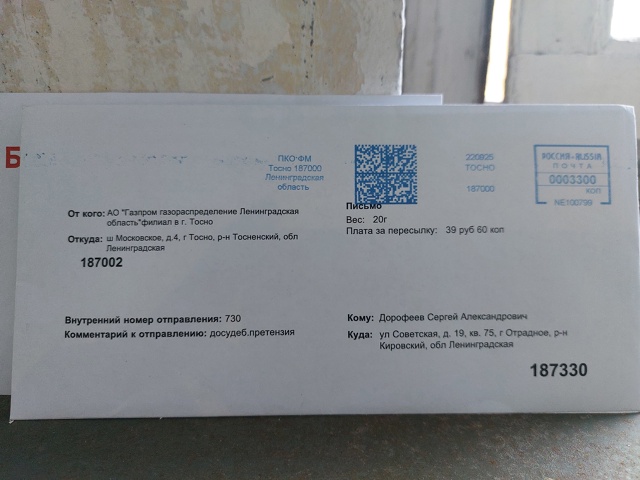 Б
ПКО ФМ
Тосно 187000
Ленинградская
область
220825
ТОСНО
187000
РОССИЯ-RUSSIA
ПОЧТА
0003300
КОП
NE100799
От кого: АО "Газпром газораспределение Ленинградская
область"филиал в г. Тосно
Откуда: ш Московское, д.4, г Тосно, р-н Тосненский, обл
Ленинградская
187002
Письмо
Вес: 20г
Плата за пересылку: 39 руб 60 коп
Внутренний номер отправления: 730
Комментарий к отправлению: досудеб.претензия
Кому: Дорофеев Сергей Александрович
Куда: ул Советская, д. 19, кв. 75, г Отрадное, р-н
Кировский, обл Ленинградская
187330